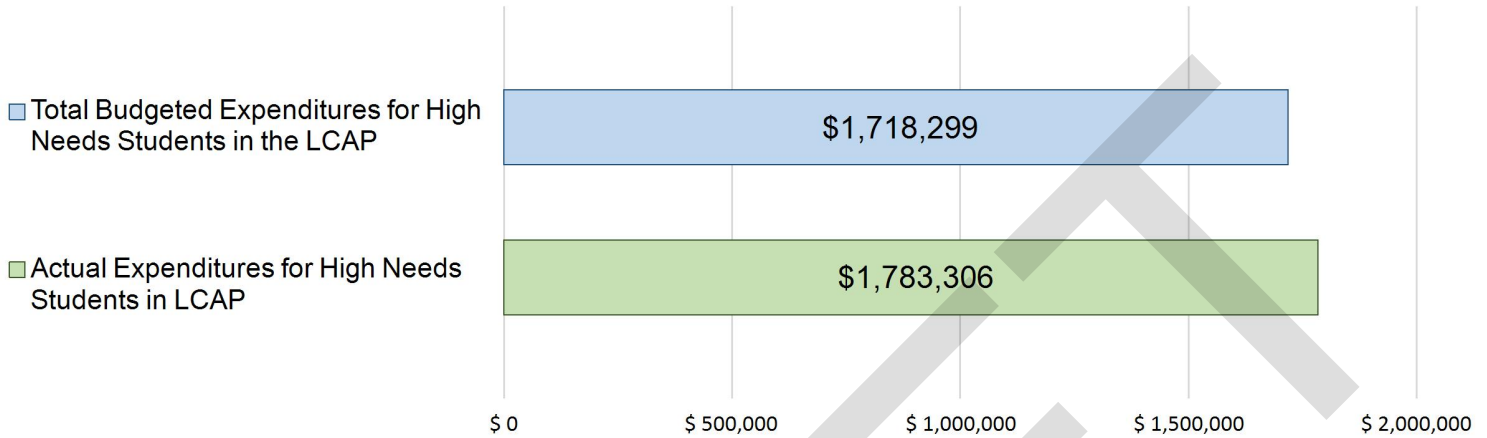 Total Budgeted Expenditures for High
Needs Students in the LCAP
$1,718,299
Actual Expenditures for High Needs
Students in LCAP
$1,783,306
$ 0
$ 500,000
$ 1,000,000
$ 1,500,000
$ 2,000,000